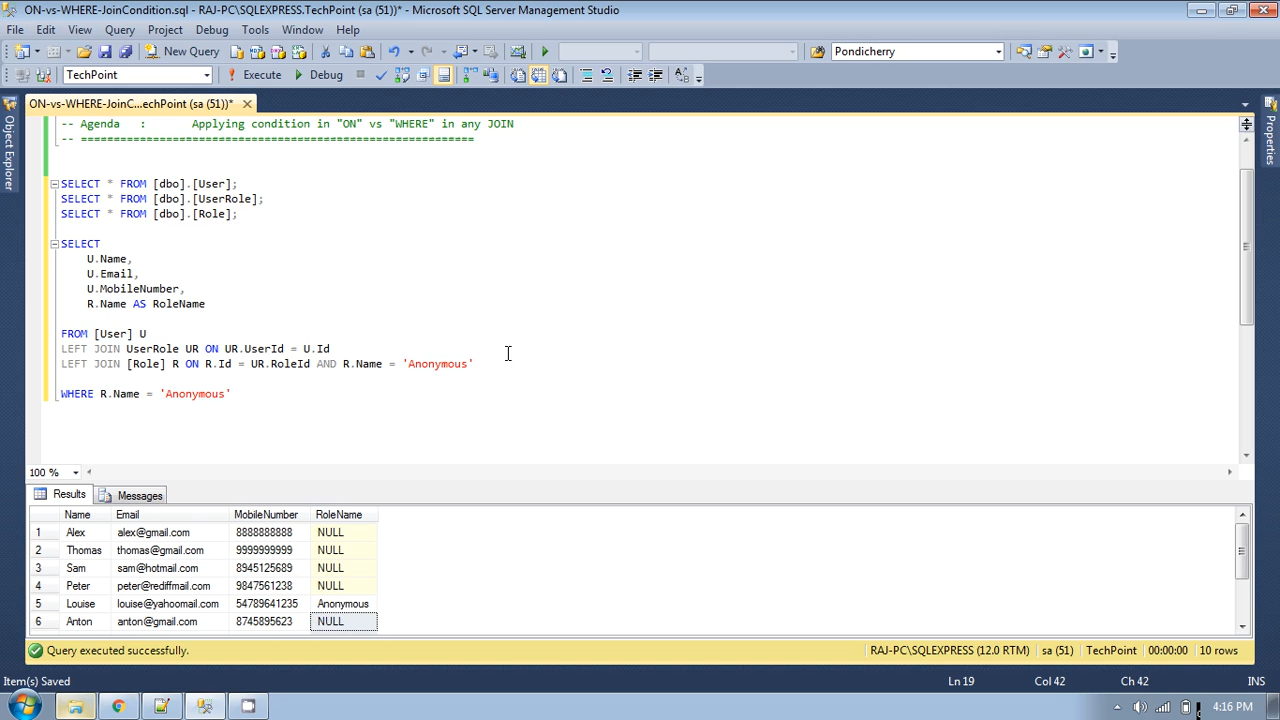 ON-vs-WHERE-JoinCondition.sql - RAJ-PC\SQLEXPRESS.TechPoint (sa (51))* - Microsoft SQL Server Management Studio
File Edit View Query Project Debug Tools Window Help
New Query
Pondicherry
TechPoint
Execute
Debug
ON-vs-WHERE-JoinC...echPoint (sa (51))*
Object Explorer
Properties
-- Agenda : Applying condition in "ON" vs "WHERE" in any JOIN
-- ============================================================
SELECT * FROM [dbo].[User];
SELECT * FROM [dbo].[UserRole];
SELECT * FROM [dbo].[Role];
SELECT
U.Name,
U.Email,
U.MobileNumber,
R.Name AS RoleName
FROM [User] U
LEFT JOIN UserRole UR ON UR.UserId = U.Id
LEFT JOIN [Role] R ON R.Id = UR.RoleId AND R.Name = 'Anonymous'
WHERE R.Name = 'Anonymous'
100 %
Results Messages
Name Email MobileNumber RoleName
1 Alex alex@gmail.com 8888888888 NULL
2 Thomas thomas@gmail.com 9999999999 NULL
3 Sam sam@hotmail.com 8945125689 NULL
4 Peter peter@rediffmail.com 9847561238 NULL
5 Louise louise@yahoomail.com 54789641235 Anonymous
6 Anton anton@gmail.com 8745895623 NULL
Query executed successfully. RAJ-PC\SQLEXPRESS (12.0 RTM) sa (51) TechPoint 00:00:00 10 rows
Item(s) Saved Ln 19 Col 42 Ch 42 INS
4:16 PM